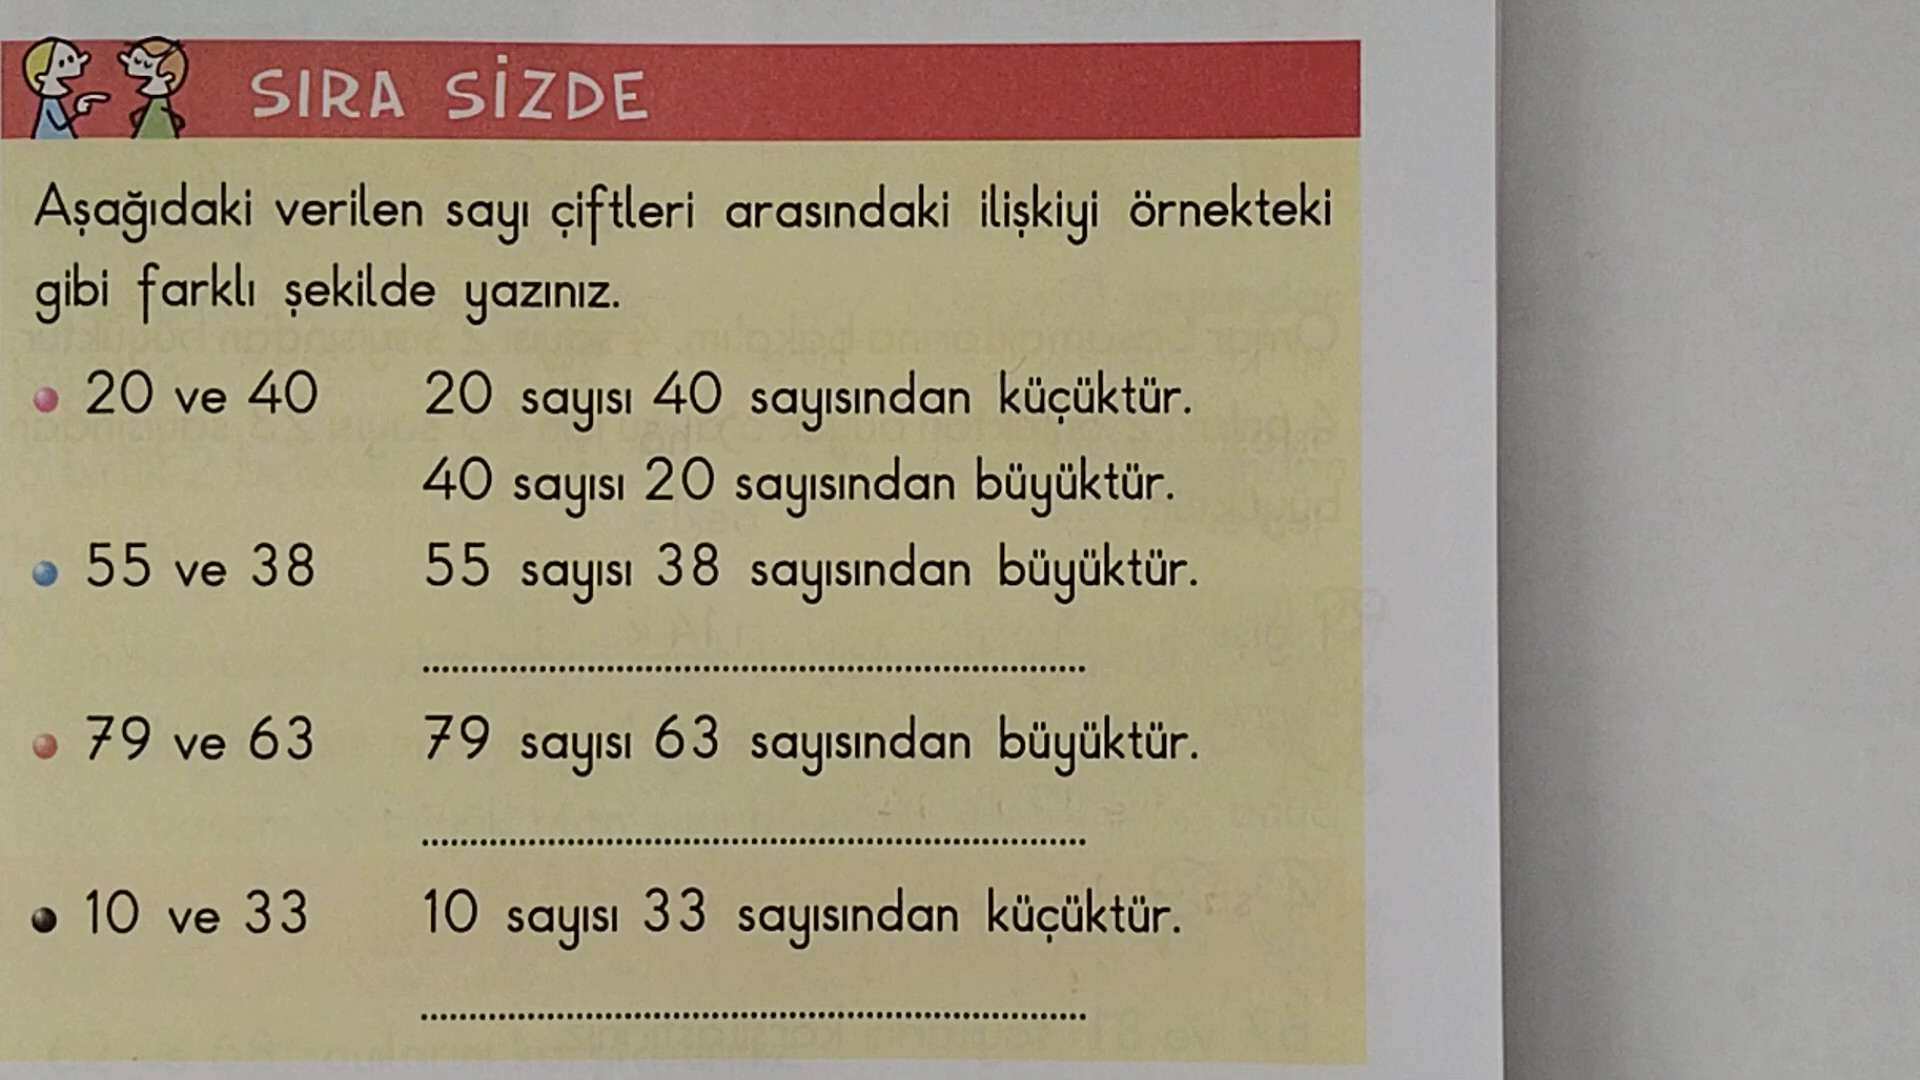 SIRA SİZDE
Aşağıdaki verilen sayı çiftleri arasındaki ilişkiyi örnekteki
gibi farklı şekilde yazınız.
20 ve 40 20 sayısı 40 sayısından küçüktür.
40 sayısı 20 sayısından büyüktür.
55 ve 38 55 sayısı 38 sayısından büyüktür.
........................................................................
79 ve 63 79 sayısı 63 sayısından büyüktür.
........................................................................
10 ve 33 10 sayısı 33 sayısından küçüktür.
........................................................................